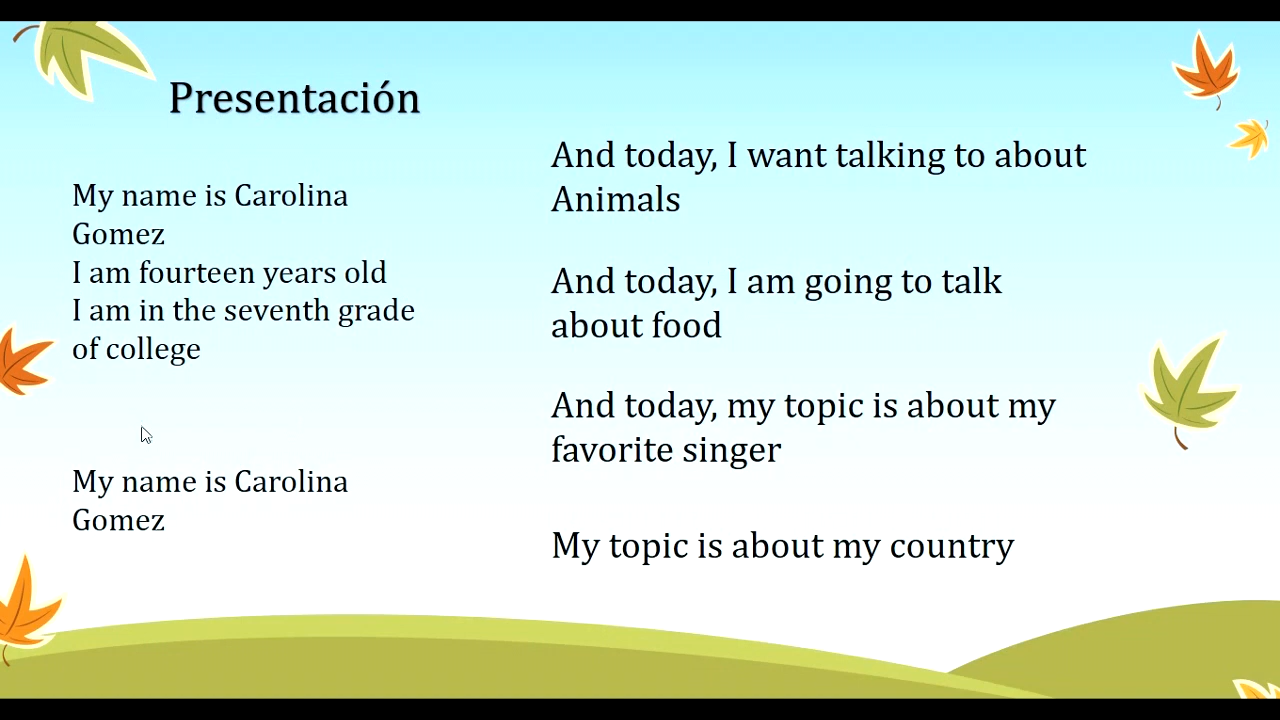 Presentación
My name is Carolina
Gomez
I am fourteen years old
I am in the seventh grade
of college
My name is Carolina
Gomez
And today, I want talking to about
Animals
And today, I am going to talk
about food
And today, my topic is about my
favorite singer
My topic is about my country